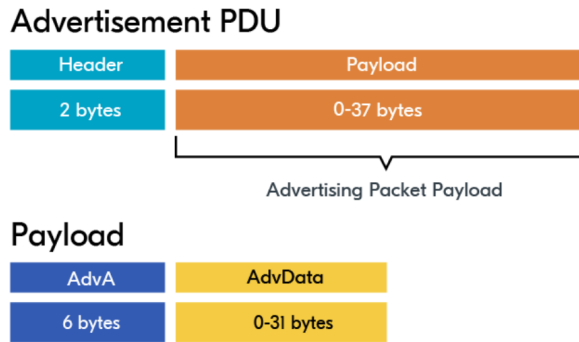 Advertisement PDU
Header Payload
2 bytes 0-37 bytes
Advertising Packet Payload
Payload
AdvA AdvData
6 bytes 0-31 bytes